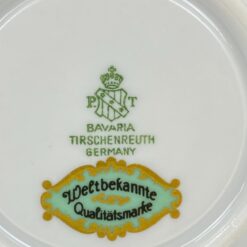 P T
BAVARIA
TIRSCHENREUTH
GERMANY
Weltbekannte
Qualitätsmarke